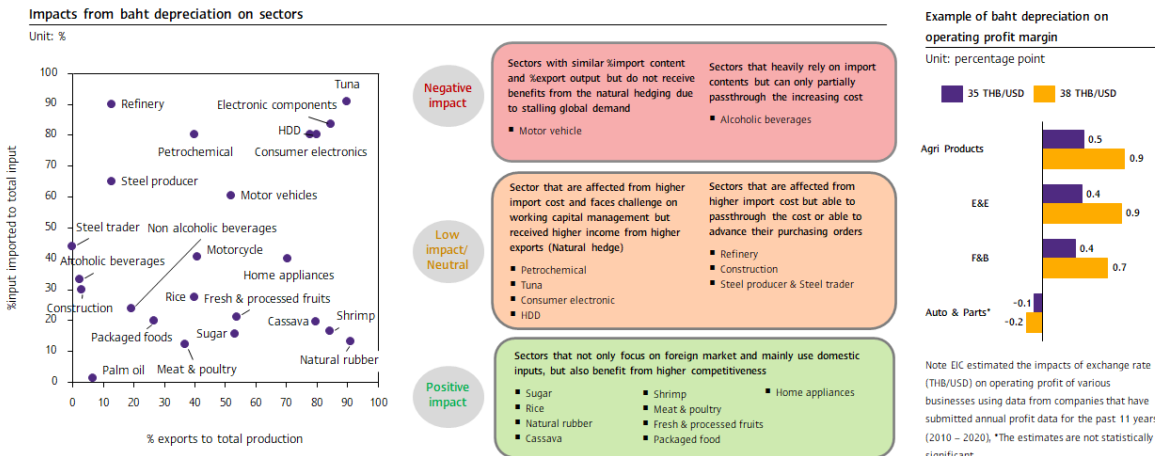 Impacts from baht depreciation on sectors
Unit: %
100
90
80
70
60
50
40
30
20
10
0
%input imported to total input
0 10 20 30 40 50 60 70 80 90 100
% exports to total production
Tuna
Refinery
Electronic components
HDD
Petrochemical
Consumer electronics
Steel producer
Motor vehicles
Steel trader
Non alcoholic beverages
Motorcycle
Alcoholic beverages
Home appliances
Rice
Fresh & processed fruits
Construction
Cassava
Shrimp
Packaged foods
Sugar
Natural rubber
Palm oil
Meat & poultry
Negative
impact
Sectors with similar %import content
and %export output but do not receive
benefits from the natural hedging due
to stalling global demand
▪ Motor vehicle
Sectors that heavily rely on import
contents but can only partially
passthrough the increasing cost
▪ Alcoholic beverages
Low
impact/
Neutral
Sector that are affected from higher
import cost and faces challenge on
working capital management but
received higher income from higher
exports (Natural hedge)
▪ Petrochemical
▪ Tuna
▪ Consumer electronic
▪ HDD
Sectors that are affected from
higher import cost but able to
passthrough the cost or able to
advance their purchasing orders
▪ Refinery
▪ Construction
▪ Steel producer & Steel trader
Positive
impact
Sectors that not only focus on foreign market and mainly use domestic
inputs, but also benefit from higher competitiveness
▪ Sugar
▪ Rice
▪ Natural rubber
▪ Cassava
▪ Shrimp
▪ Meat & poultry
▪ Fresh & processed fruits
▪ Packaged food
▪ Home appliances
Example of baht depreciation on
operating profit margin
Unit: percentage point
35 THB/USD 38 THB/USD
Agri Products
0.5
0.9
E&E
0.4
0.9
F&B
0.4
0.7
Auto & Parts*
-0.1
-0.2
Note EIC estimated the impacts of exchange rate
(THB/USD) on operating profit of various
businesses using data from companies that have
submitted annual profit data for the past 11 years
(2010 – 2020), *The estimates are not statistically
significant